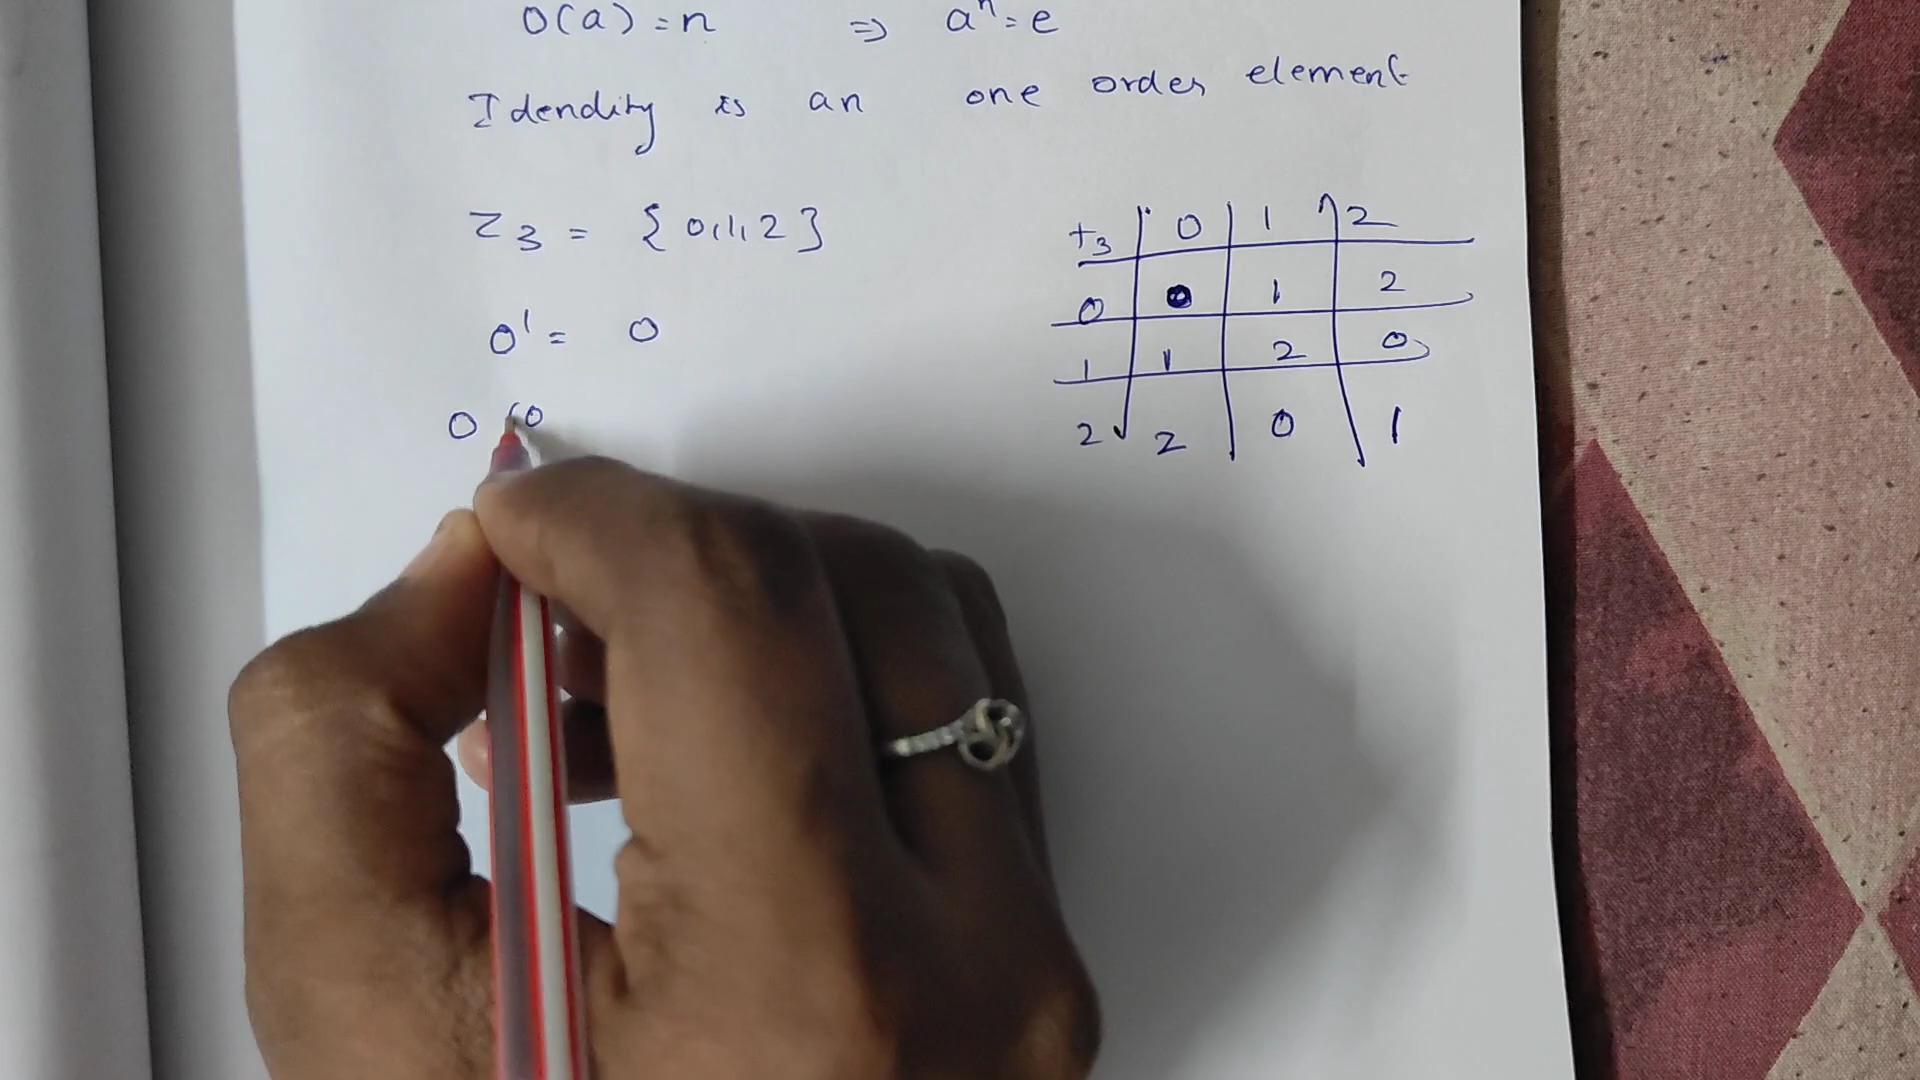 O(a) = n ⇒ aⁿ = e
Idendity is an one order element
Z₃ = {0,1,2}
0¹ = 0
O (0
+₃ 0 1 2
0 0 1 2
1 1 2 0
2 2 0 1